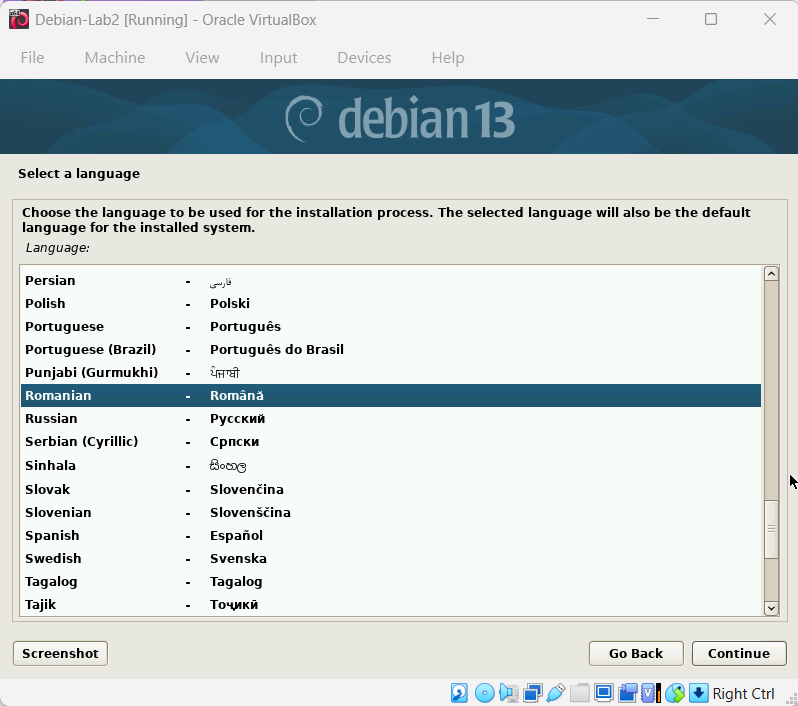 Debian-Lab2 [Running] - Oracle VirtualBox
File Machine View Input Devices Help
debian 13
Select a language
Choose the language to be used for the installation process. The selected language will also be the default
language for the installed system.
Language:
Persian - فارسی
Polish - Polski
Portuguese - Português
Portuguese (Brazil) - Português do Brasil
Punjabi (Gurmukhi) - ਪੰਜਾਬੀ
Romanian - Română
Russian - Русский
Serbian (Cyrillic) - Српски
Sinhala - සිංහල
Slovak - Slovenčina
Slovenian - Slovenščina
Spanish - Español
Swedish - Svenska
Tagalog - Tagalog
Tajik - Тоҷикӣ
Screenshot Go Back Continue
Right Ctrl